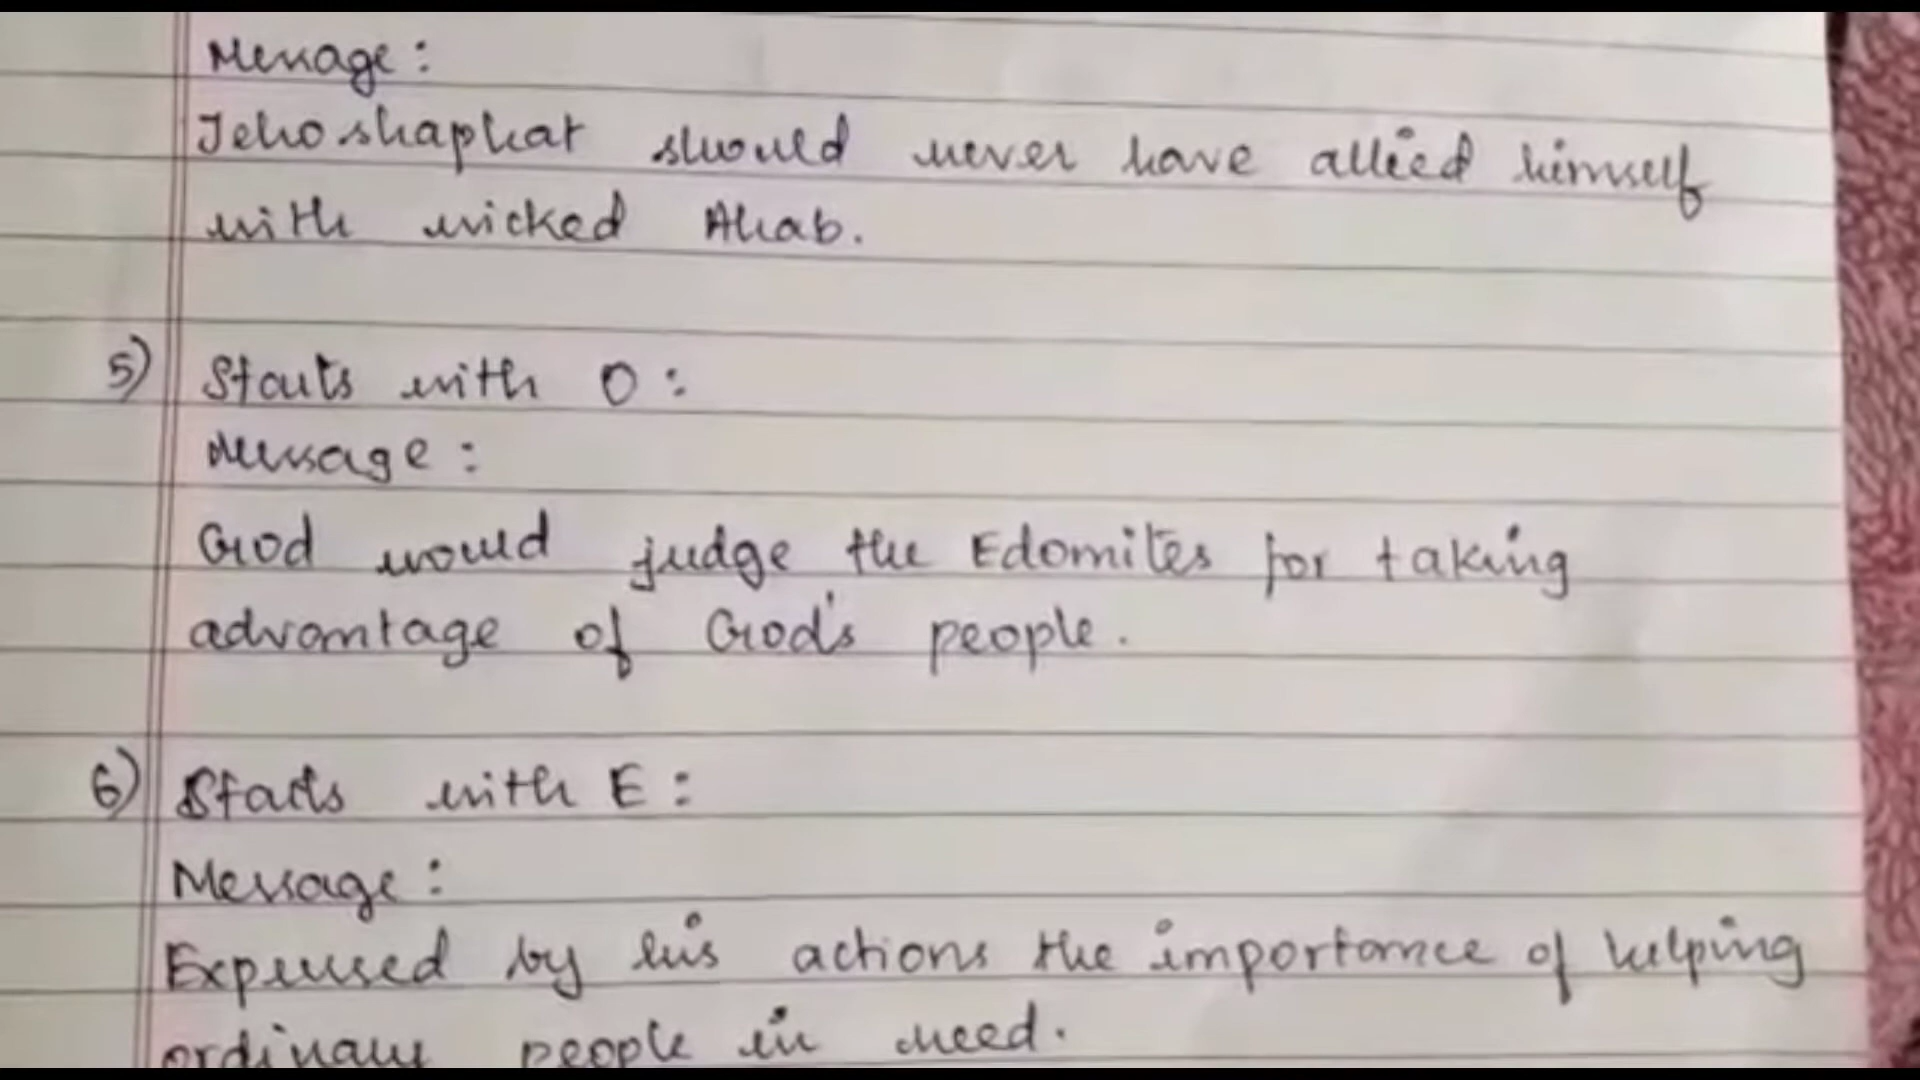 Message:
Jehoshaphat should never have allied himself
with wicked Ahab.
5) Starts with O:
Message:
God would judge the Edomites for taking
advantage of God's people.
6) Starts with E:
Message:
Expressed by his actions the importance of helping
ordinary people in need.